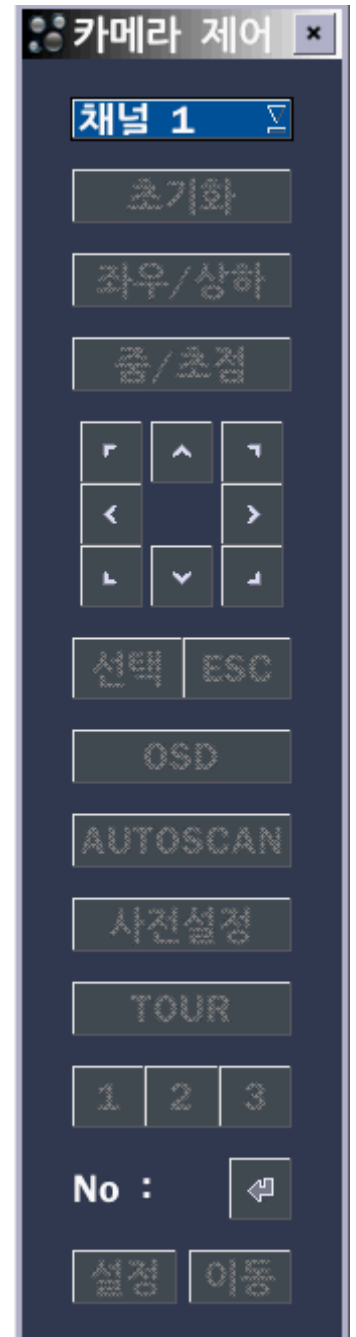 카메라 제어
채널 1
초기화
좌우/상하
줌/초점
선택 ESC
OSD
AUTOSCAN
사전설정
TOUR
1 2 3
No :
설정 이동